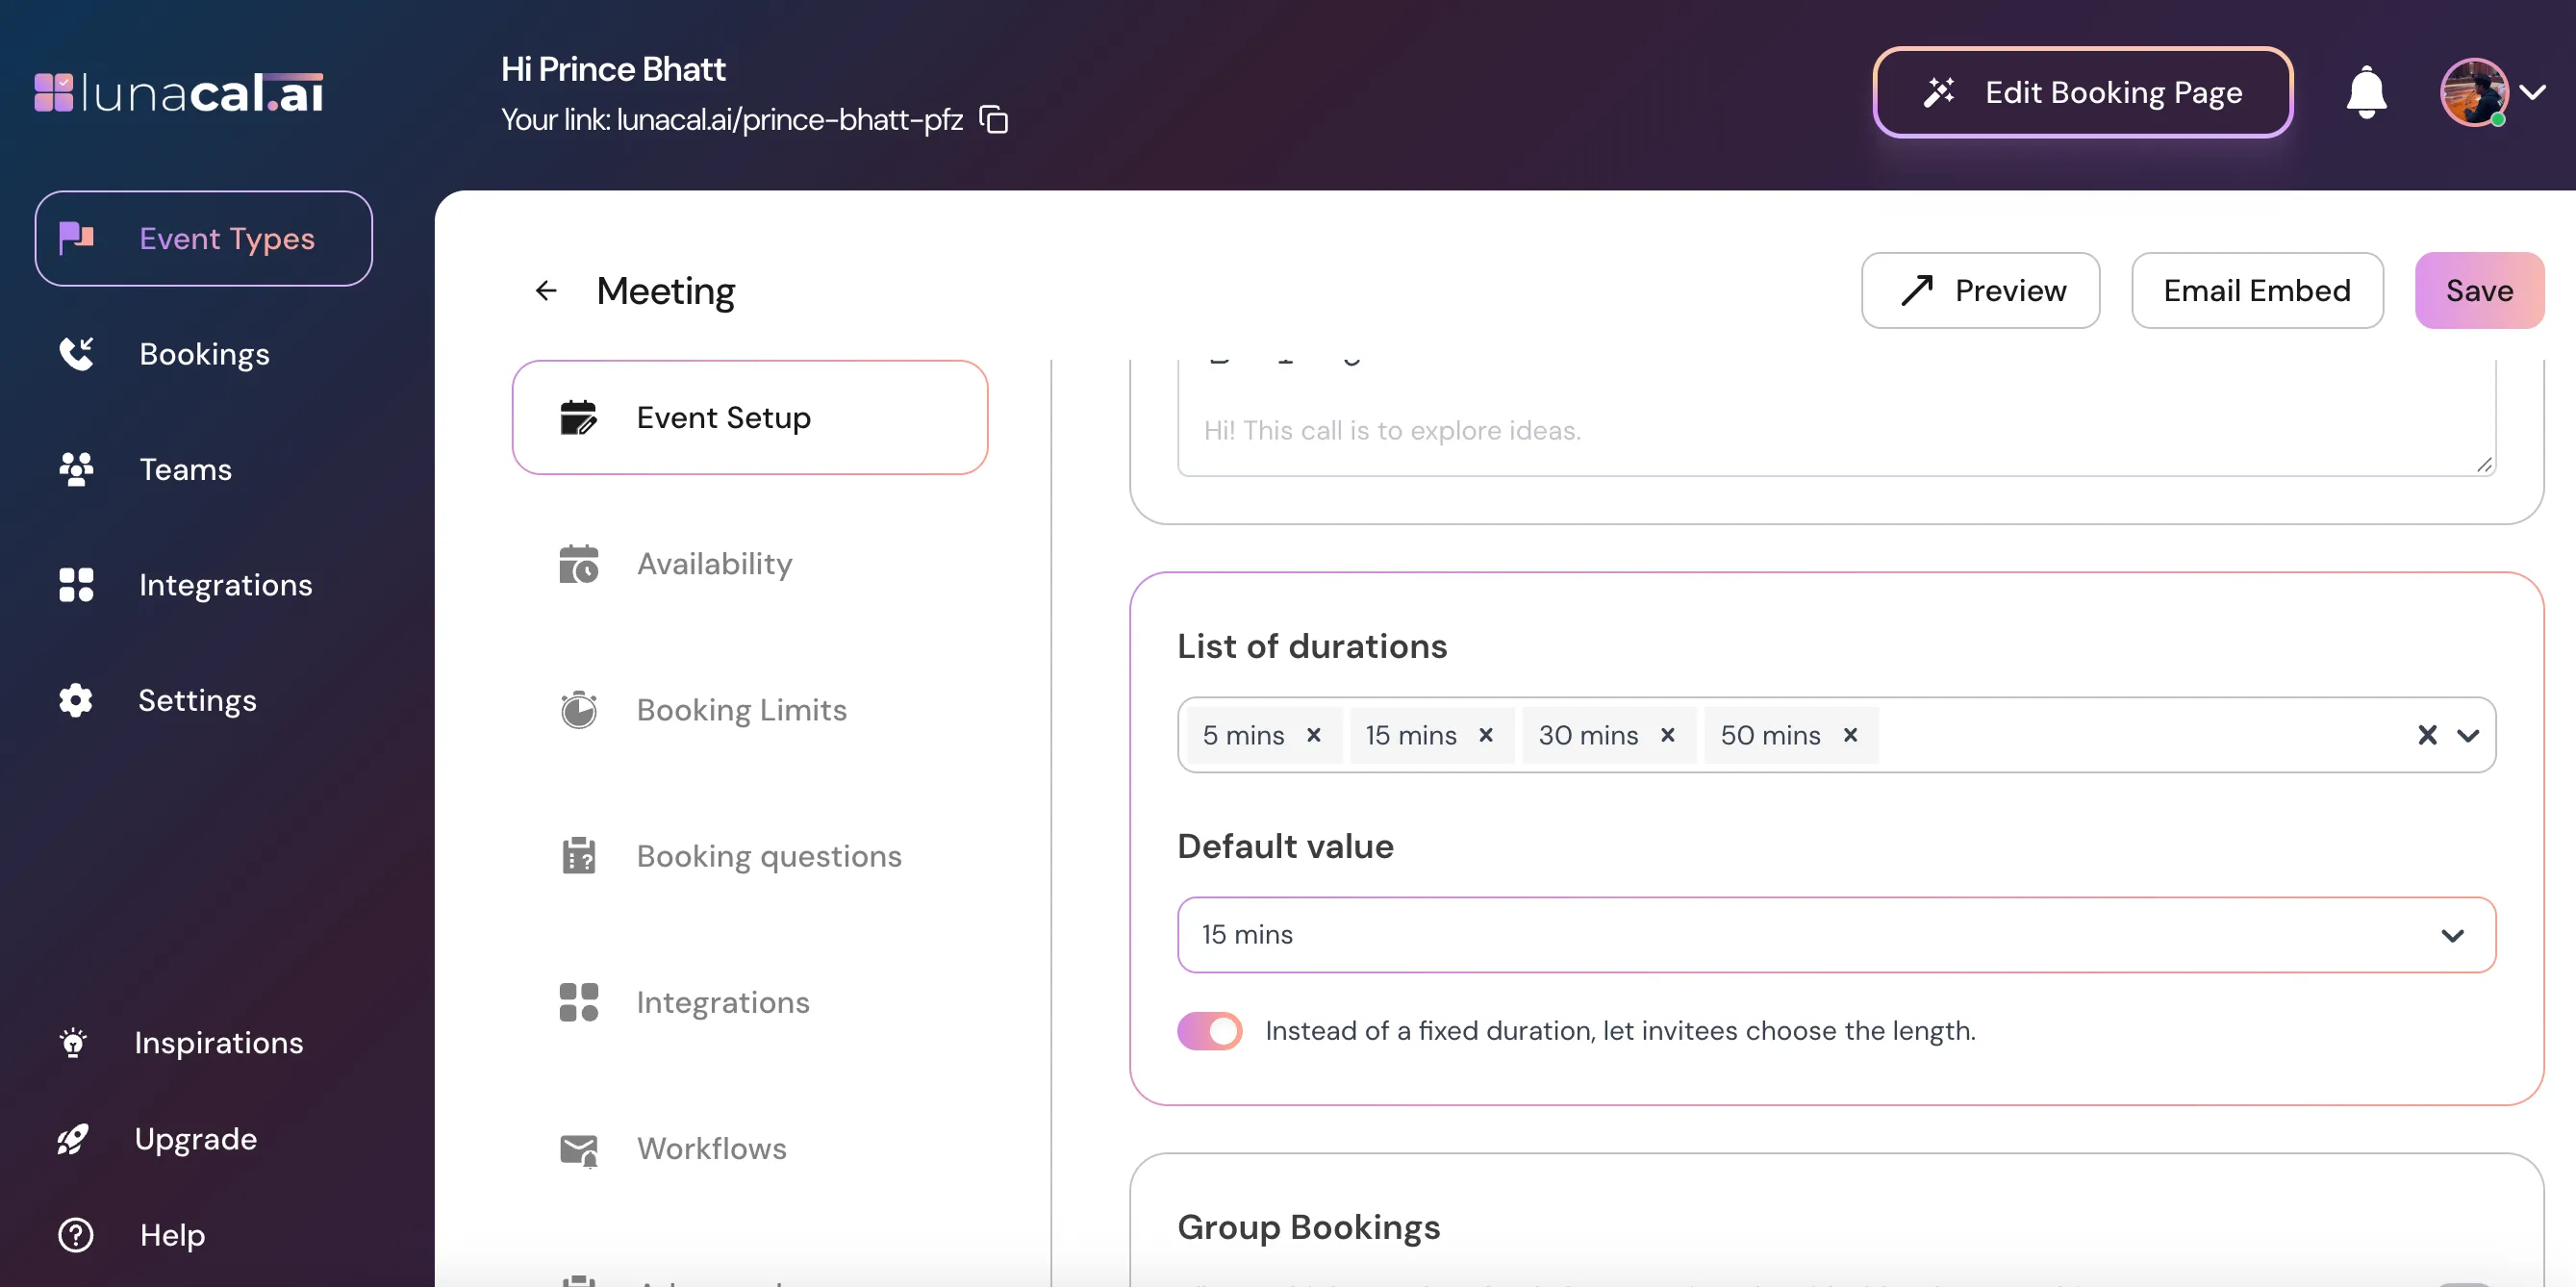 lunacal.ai
Hi Prince Bhatt
Your link: lunacal.ai/prince-bhatt-pfz
Edit Booking Page
Event Types
Bookings
Teams
Integrations
Settings
Inspirations
Upgrade
Help
Meeting
Preview
Email Embed
Save
Event Setup
Availability
Booking Limits
Booking questions
Integrations
Workflows
Hi! This call is to explore ideas.
List of durations
5 mins 15 mins 30 mins 50 mins
Default value
15 mins
Instead of a fixed duration, let invitees choose the length.
Group Bookings